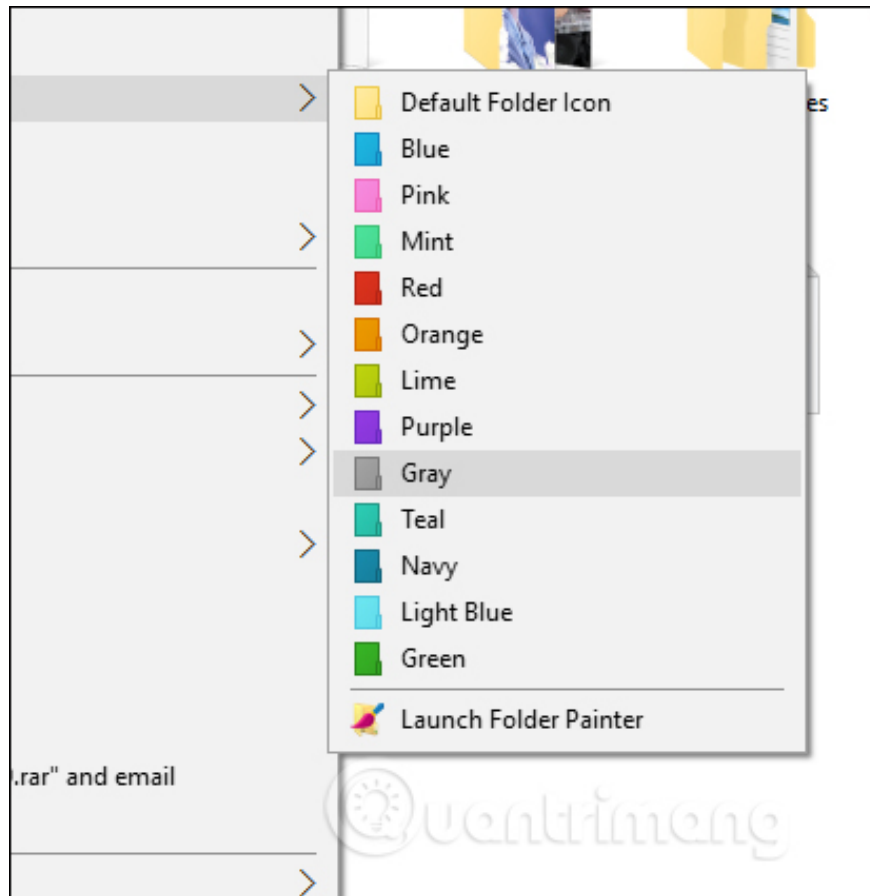 es
Default Folder Icon
Blue
Pink
Mint
Red
Orange
Lime
Purple
Gray
Teal
Navy
Light Blue
Green
Launch Folder Painter
.rar" and email
Quantrimang